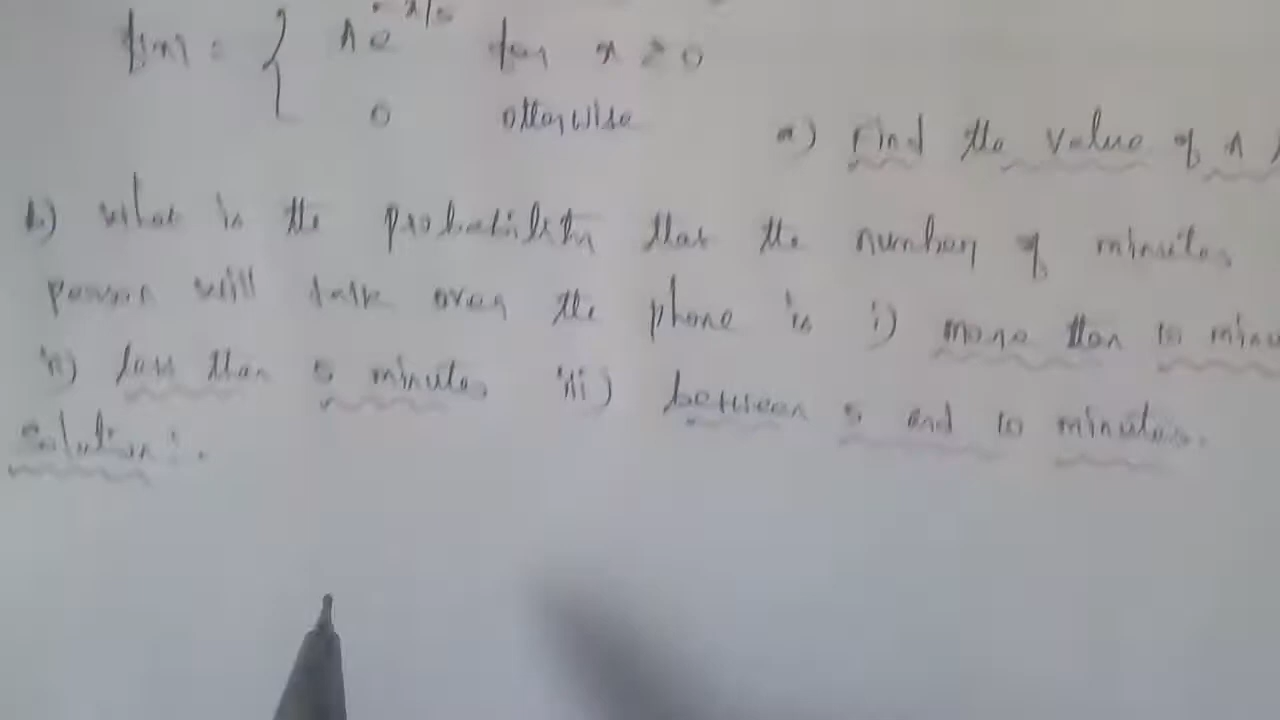 f(x) = { A e^-x/5 for x ≥ 0
0 otherwise
a) Find the value of A
b.) what is the probability that the number of minutes
person will talk over the phone is i) more than 10 minu
ii) less than 5 minutes iii) between 5 and 10 minutes.
Solution:.